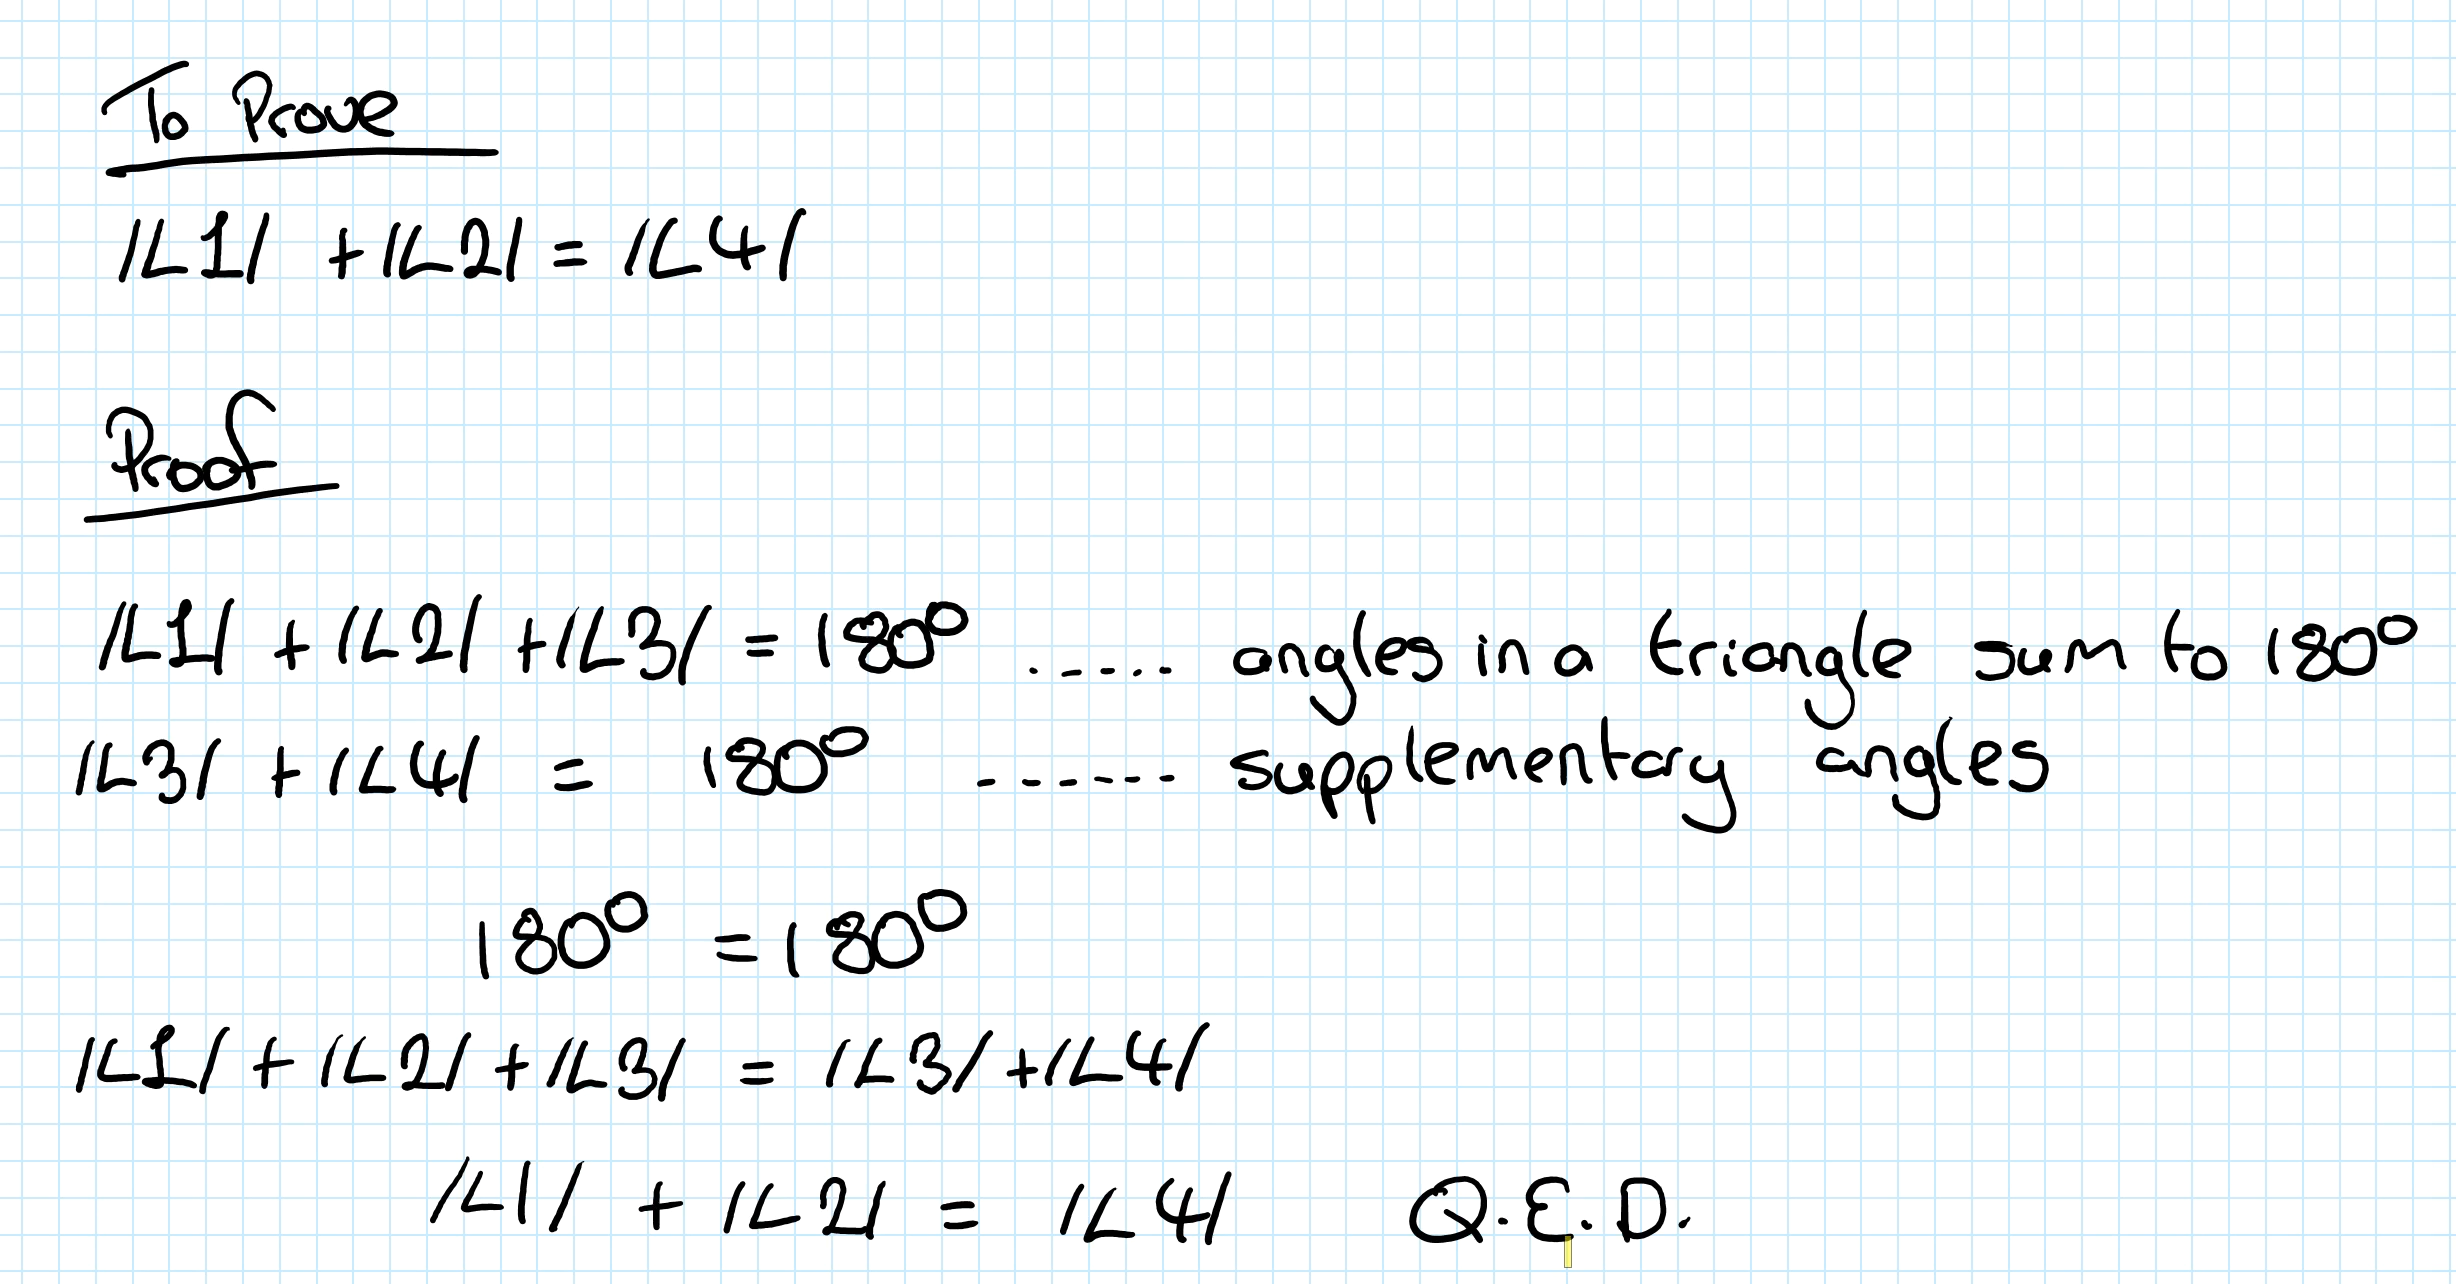 To Prove
|∠1| + |∠2| = |∠4|
Proof
|∠1| + |∠2| + |∠3| = 180° ..... angles in a triangle sum to 180°
|∠3| + |∠4| = 180° ...... supplementary angles
180° = 180°
|∠1| + |∠2| + |∠3| = |∠3| + |∠4|
|∠1| + |∠2| = |∠4| Q.E.D.